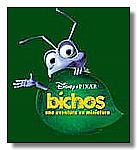 Disney·PIXAR
bichos
una aventura en miniatura